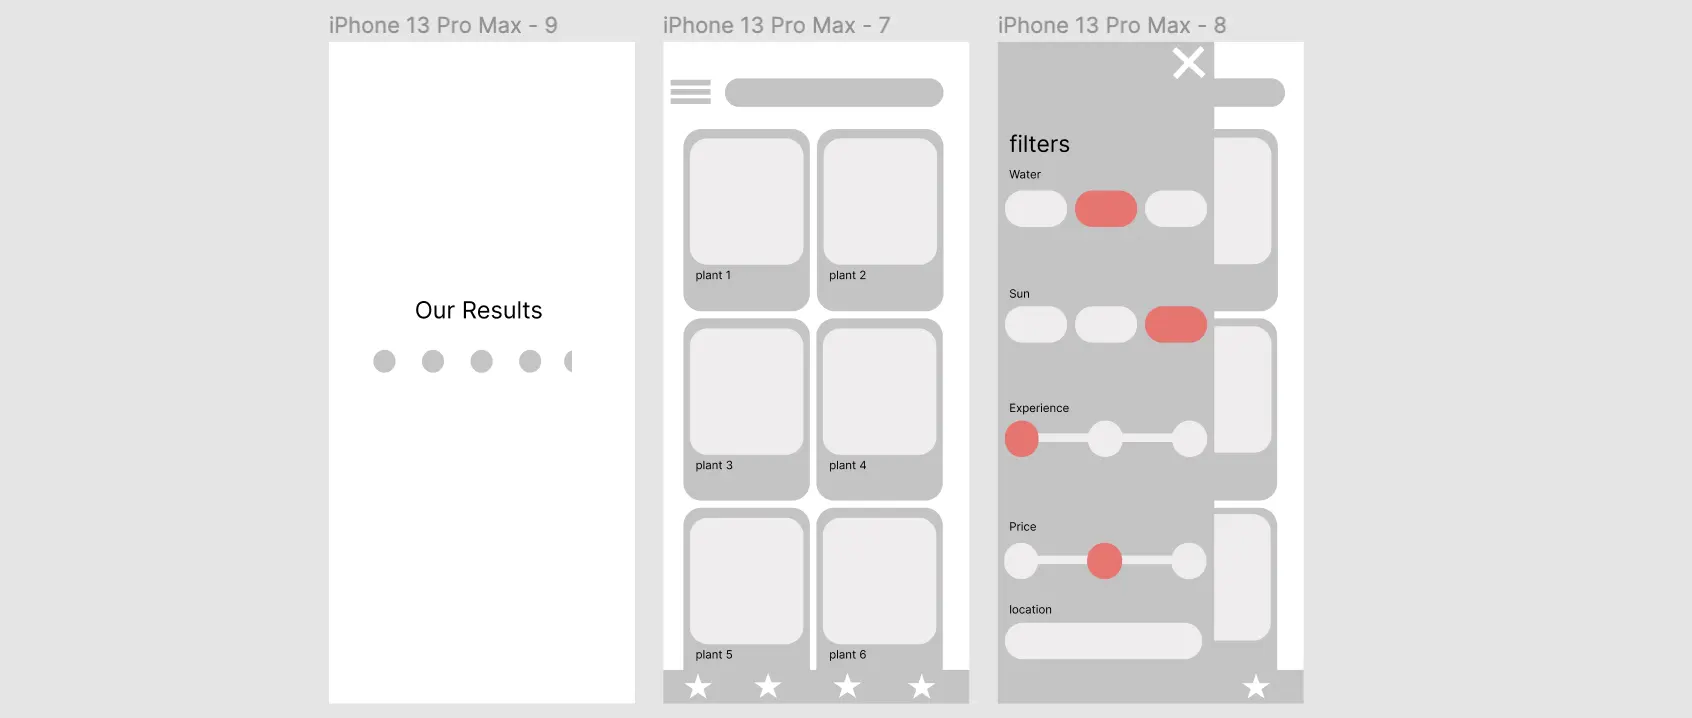 iPhone 13 Pro Max - 9
Our Results
iPhone 13 Pro Max - 7
plant 1
plant 2
plant 3
plant 4
plant 5
plant 6
iPhone 13 Pro Max - 8
filters
Water
Sun
Experience
Price
location